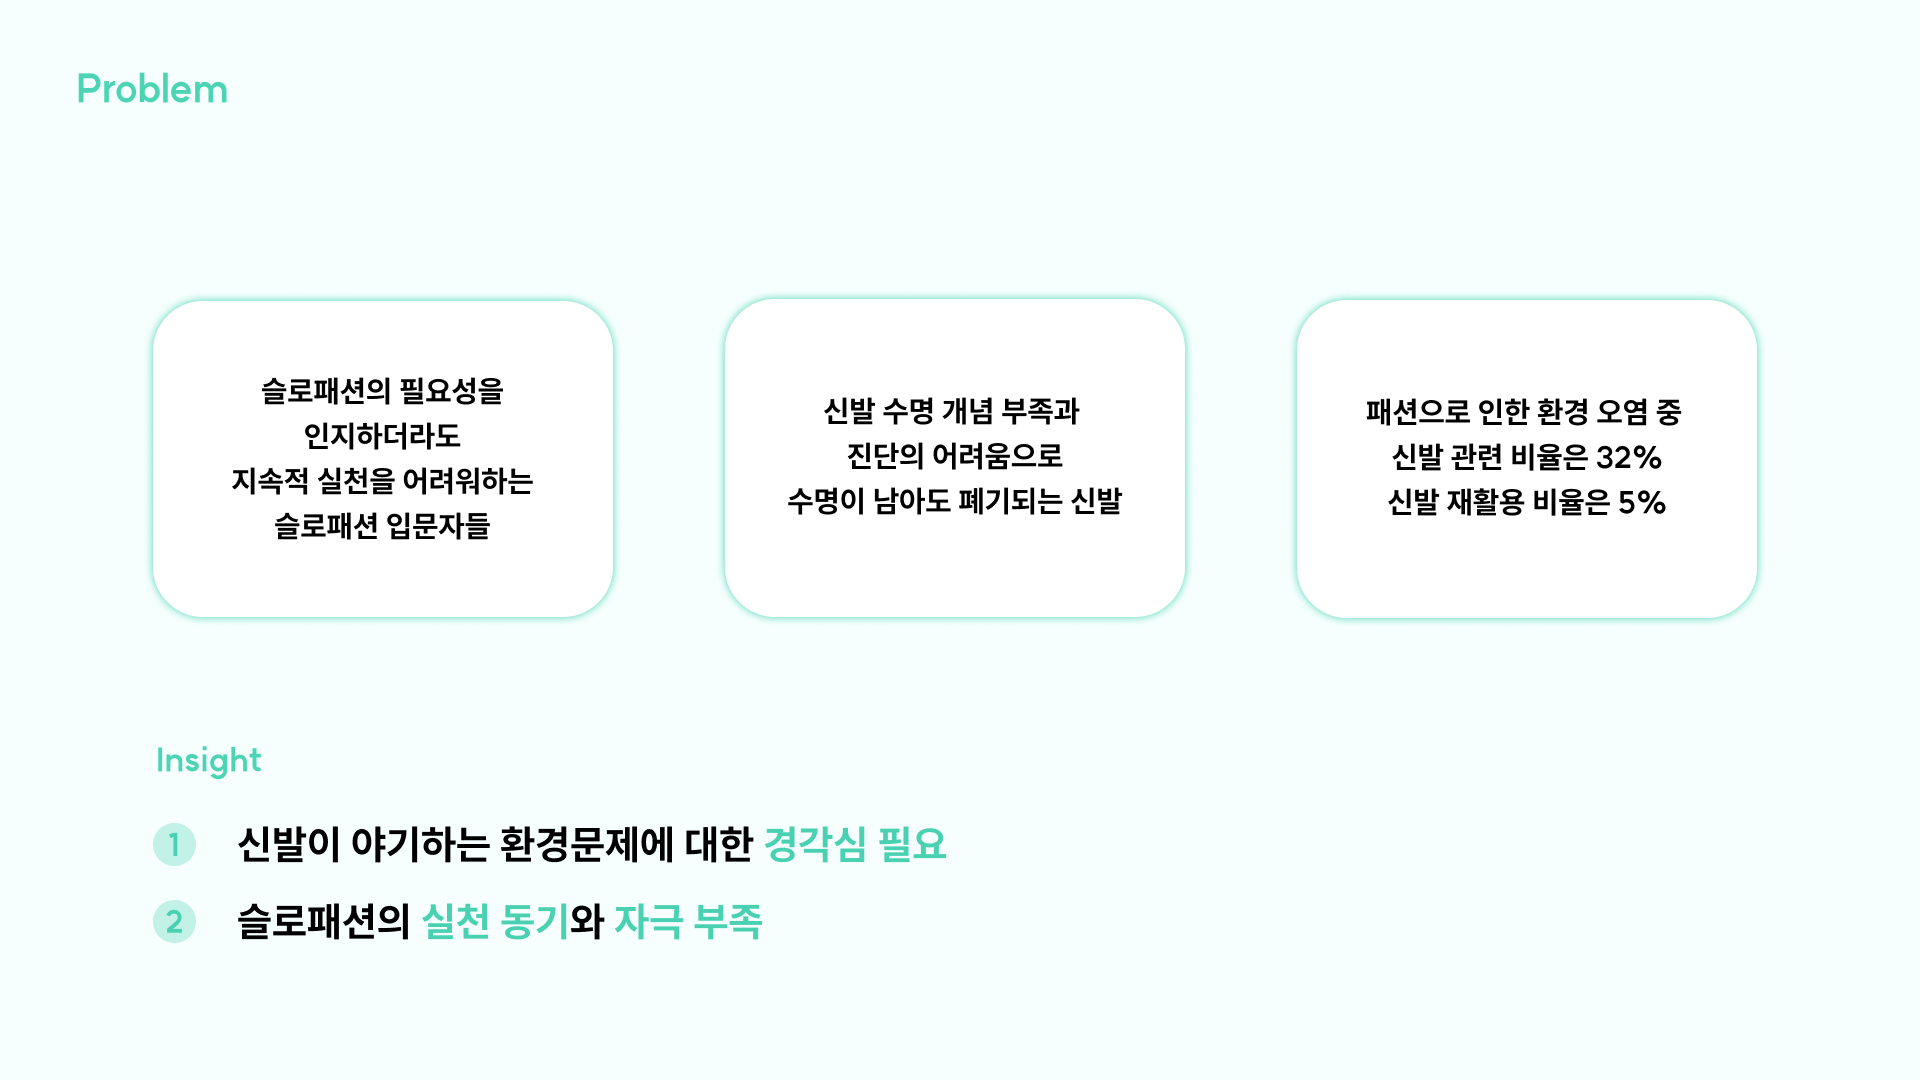 Problem
슬로패션의 필요성을
인지하더라도
지속적 실천을 어려워하는
슬로패션 입문자들
신발 수명 개념 부족과
진단의 어려움으로
수명이 남아도 폐기되는 신발
패션으로 인한 환경 오염 중
신발 관련 비율은 32%
신발 재활용 비율은 5%
Insight
1 신발이 야기하는 환경문제에 대한 경각심 필요
2 슬로패션의 실천 동기와 자극 부족